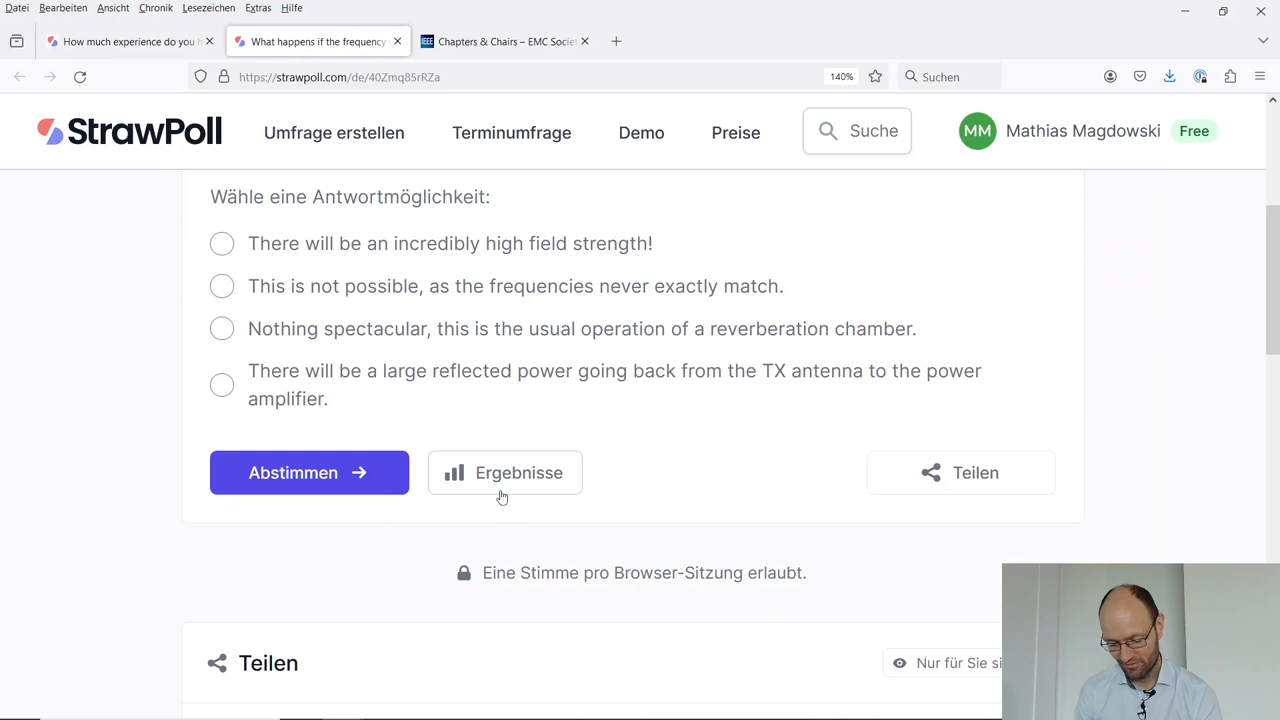 Datei Bearbeiten Ansicht Chronik Lesezeichen Extras Hilfe
How much experience do you h
What happens if the frequency
IEEE Chapters & Chairs – EMC Societ
https://strawpoll.com/de/40Zmq85rRZa
140%
Suchen
StrawPoll
Umfrage erstellen
Terminumfrage
Demo
Preise
Suche
MM Mathias Magdowski Free
Wähle eine Antwortmöglichkeit:
There will be an incredibly high field strength!
This is not possible, as the frequencies never exactly match.
Nothing spectacular, this is the usual operation of a reverberation chamber.
There will be a large reflected power going back from the TX antenna to the power
amplifier.
Abstimmen
Ergebnisse
Teilen
Eine Stimme pro Browser-Sitzung erlaubt.
Teilen
Nur für Sie si